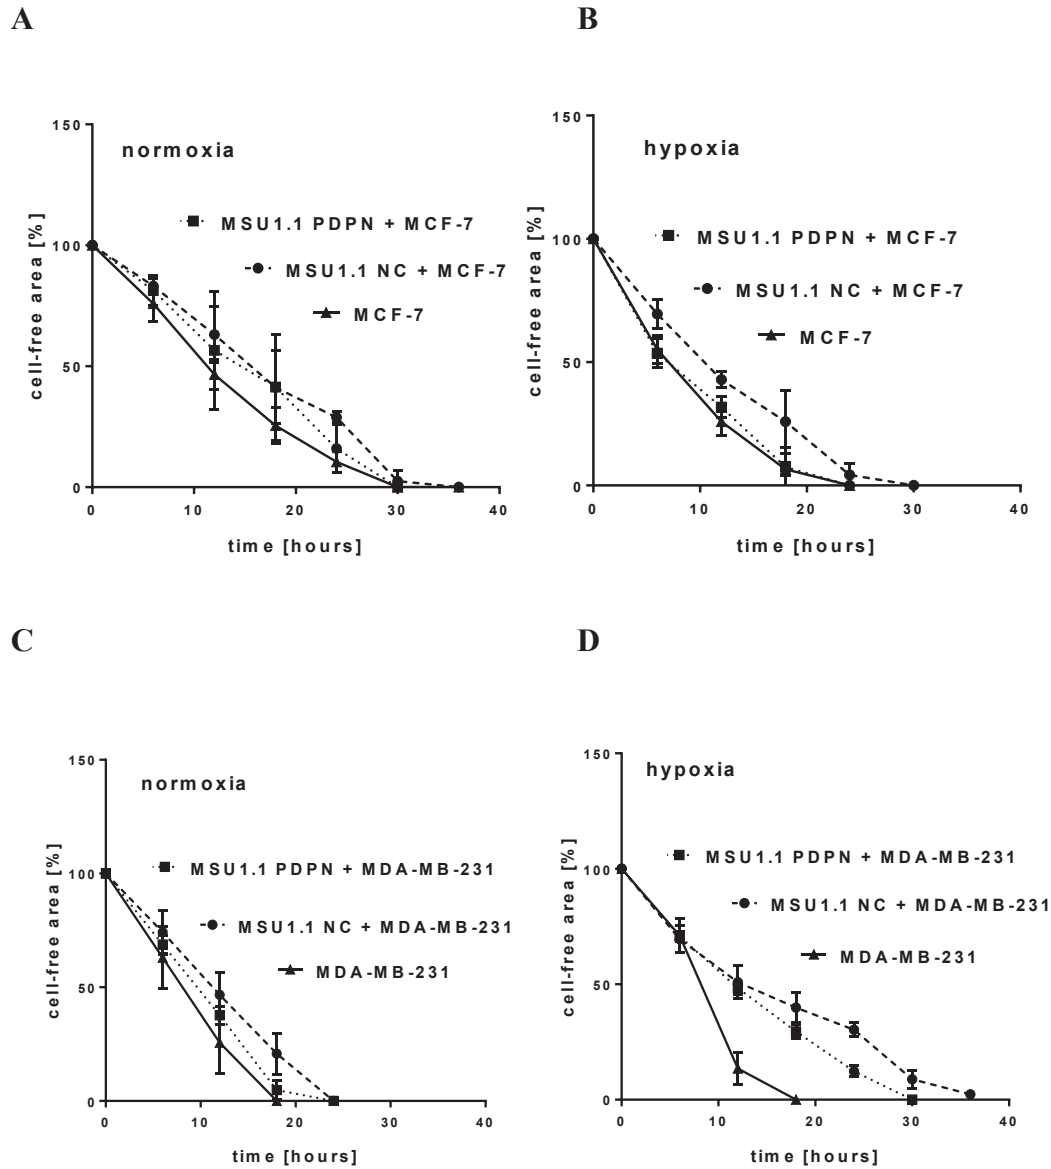 A
150
normoxia
MSU1.1 PDPN + MCF-7
MSU1.1 NC + MCF-7
MCF-7
cell-free area [%]
100
50
0
0 10 20 30 40
time [hours]
B
150
hypoxia
MSU1.1 PDPN + MCF-7
MSU1.1 NC + MCF-7
MCF-7
cell-free area [%]
100
50
0
0 10 20 30 40
time [hours]
C
150
normoxia
MSU1.1 PDPN + MDA-MB-231
MSU1.1 NC + MDA-MB-231
MDA-MB-231
cell-free area [%]
100
50
0
0 10 20 30 40
time [hours]
D
150
hypoxia
MSU1.1 PDPN + MDA-MB-231
MSU1.1 NC + MDA-MB-231
MDA-MB-231
cell-free area [%]
100
50
0
0 10 20 30 40
time [hours]